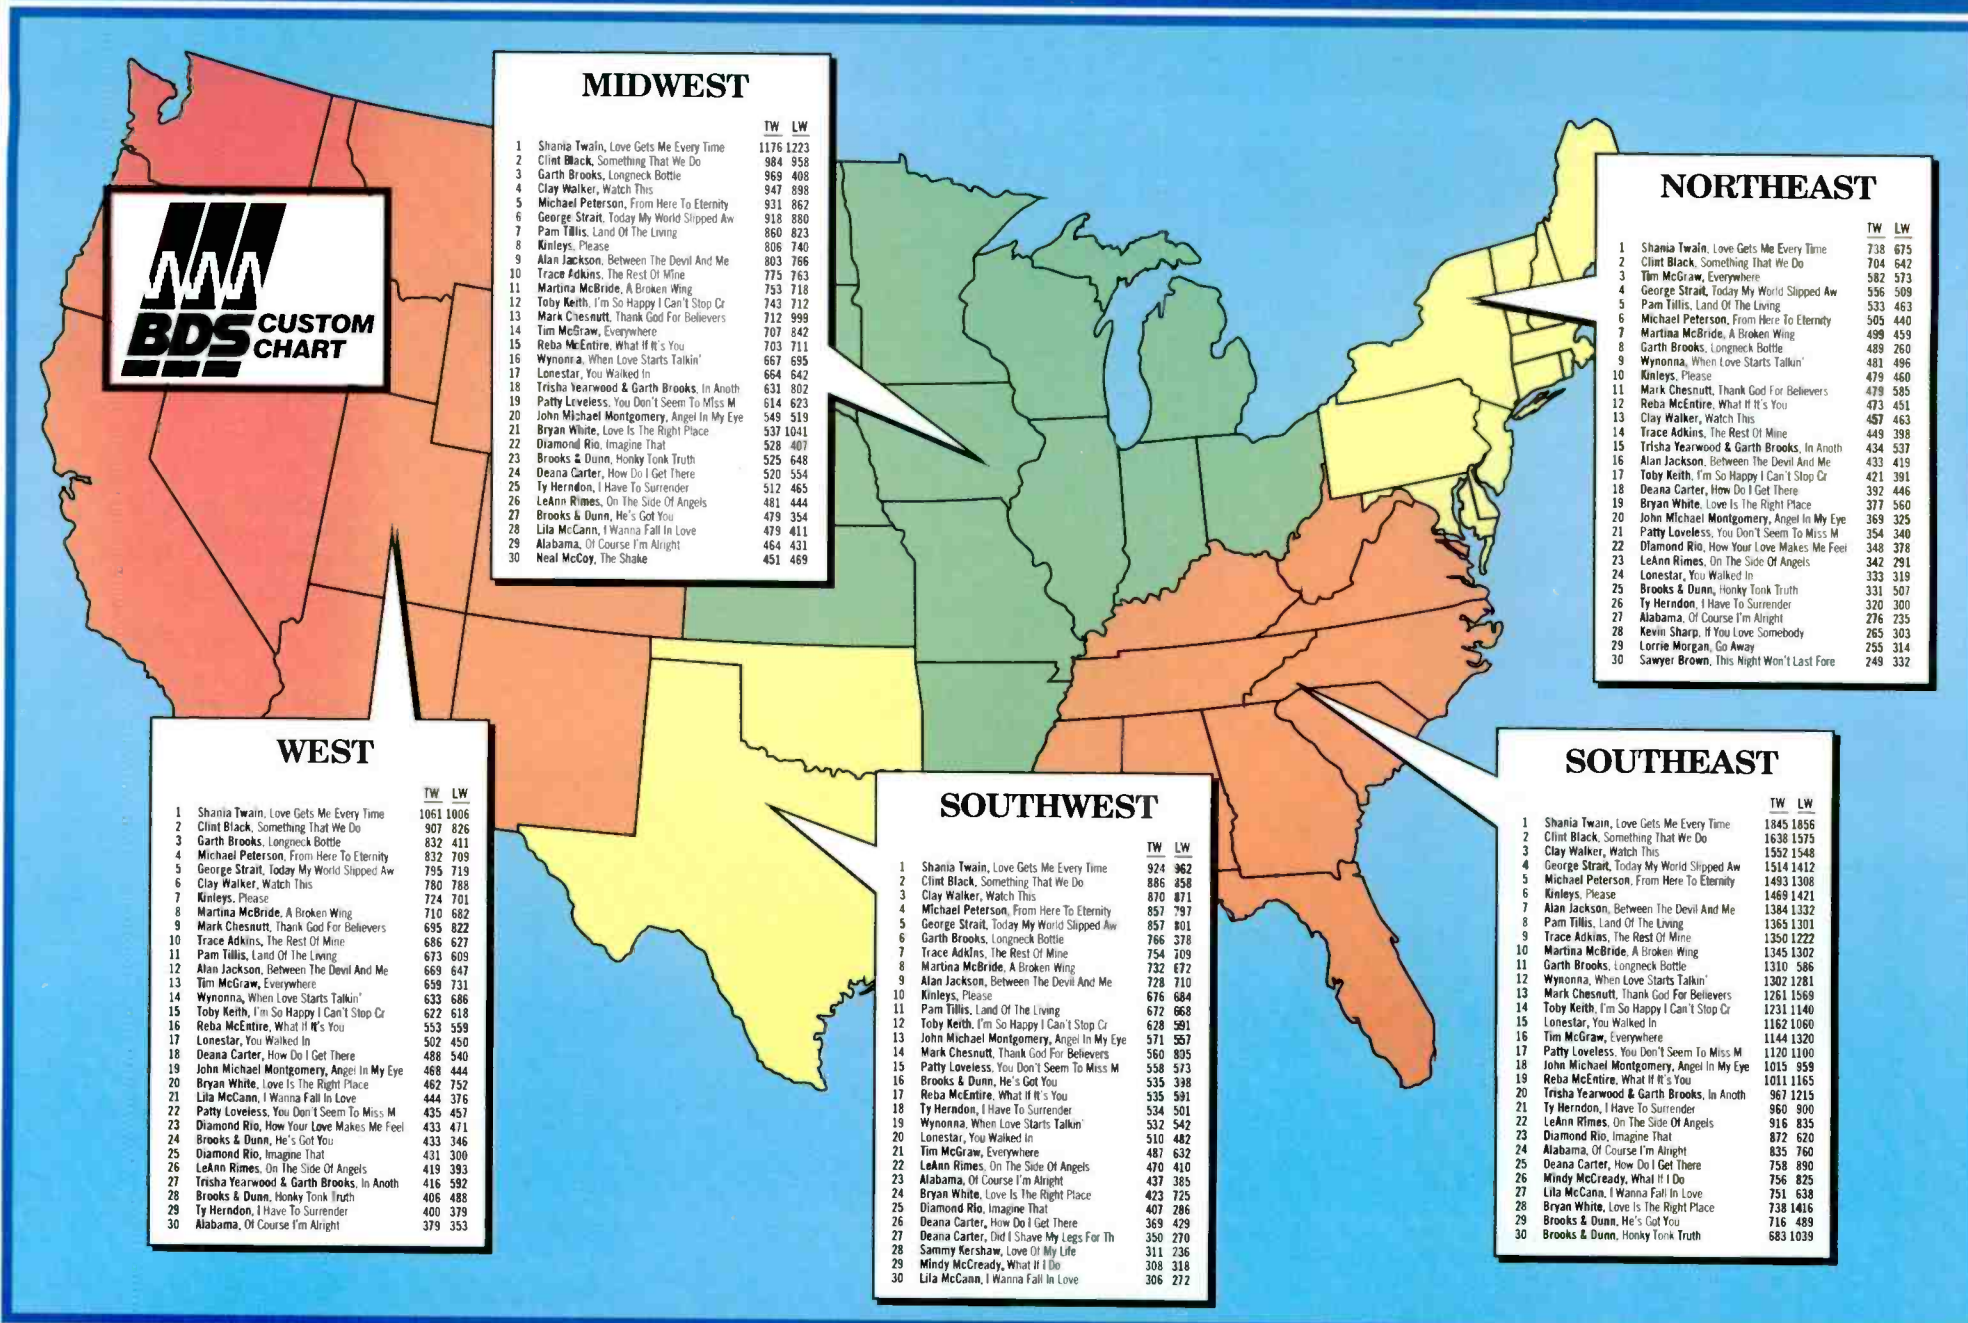 MIDWEST
TW LW
1 Shania Twain, Love Gets Me Every Time 1176 1223
2 Clint Black, Something That We Do 984 958
3 Garth Brooks, Longneck Bottle 969 408
4 Clay Walker, Watch This 947 898
5 Michael Peterson, From Here To Eternity 931 862
6 George Strait, Today My World Slipped Aw 918 880
7 Pam Tillis, Land Of The Living 860 823
8 Kinleys, Please 806 740
9 Alan Jackson, Between The Devil And Me 803 766
10 Trace Adkins, The Rest Of Mine 775 763
11 Martina McBride, A Broken Wing 753 718
12 Toby Keith, I'm So Happy I Can't Stop Cr 743 712
13 Mark Chesnutt, Thank God For Believers 712 999
14 Tim McGraw, Everywhere 707 842
15 Reba McEntire, What If It's You 703 711
16 Wynonna, When Love Starts Talkin' 667 695
17 Lonestar, You Walked In 664 642
18 Trisha Yearwood & Garth Brooks, In Anoth 631 802
19 Patty Loveless, You Don't Seem To Miss M 614 623
20 John Michael Montgomery, Angel In My Eye 549 519
21 Bryan White, Love Is The Right Place 537 1041
22 Diamond Rio, Imagine That 528 407
23 Brooks & Dunn, Honky Tonk Truth 525 648
24 Deana Carter, How Do I Get There 520 554
25 Ty Herndon, I Have To Surrender 512 465
26 LeAnn Rimes, On The Side Of Angels 481 444
27 Brooks & Dunn, He's Got You 479 354
28 Lila McCann, I Wanna Fall In Love 479 411
29 Alabama, Of Course I'm Alright 464 431
30 Neal McCoy, The Shake 451 469
NORTHEAST
TW LW
1 Shania Twain, Love Gets Me Every Time 738 675
2 Clint Black, Something That We Do 704 642
3 Tim McGraw, Everywhere 582 573
4 George Strait, Today My World Slipped Aw 556 509
5 Pam Tillis, Land Of The Living 533 463
6 Michael Peterson, From Here To Eternity 505 440
7 Martina McBride, A Broken Wing 499 459
8 Garth Brooks, Longneck Bottle 489 260
9 Wynonna, When Love Starts Talkin' 481 496
10 Kinleys, Please 479 460
11 Mark Chesnutt, Thank God For Believers 479 585
12 Reba McEntire, What If It's You 473 451
13 Clay Walker, Watch This 457 463
14 Trace Adkins, The Rest Of Mine 449 398
15 Trisha Yearwood & Garth Brooks, In Anoth 434 537
16 Alan Jackson, Between The Devil And Me 433 419
17 Toby Keith, I'm So Happy I Can't Stop Cr 421 391
18 Deana Carter, How Do I Get There 392 446
19 Bryan White, Love Is The Right Place 377 560
20 John Michael Montgomery, Angel In My Eye 369 325
21 Patty Loveless, You Don't Seem To Miss M 354 340
22 Diamond Rio, How Your Love Makes Me Feel 348 378
23 LeAnn Rimes, On The Side Of Angels 342 291
24 Lonestar, You Walked In 333 319
25 Brooks & Dunn, Honky Tonk Truth 331 507
26 Ty Herndon, I Have To Surrender 320 300
27 Alabama, Of Course I'm Alright 276 235
28 Kevin Sharp, If You Love Somebody 265 303
29 Lorrie Morgan, Go Away 255 314
30 Sawyer Brown, This Night Won't Last Fore 249 332
BDS CUSTOM
CHART
WEST
TW LW
1 Shania Twain, Love Gets Me Every Time 1061 1006
2 Clint Black, Something That We Do 907 826
3 Garth Brooks, Longneck Bottle 832 411
4 Michael Peterson, From Here To Eternity 832 709
5 George Strait, Today My World Slipped Aw 795 719
6 Clay Walker, Watch This 780 788
7 Kinleys, Please 724 701
8 Martina McBride, A Broken Wing 710 682
9 Mark Chesnutt, Thank God For Believers 695 822
10 Trace Adkins, The Rest Of Mine 686 627
11 Pam Tillis, Land Of The Living 673 609
12 Alan Jackson, Between The Devil And Me 669 647
13 Tim McGraw, Everywhere 659 731
14 Wynonna, When Love Starts Talkin' 633 686
15 Toby Keith, I'm So Happy I Can't Stop Cr 622 618
16 Reba McEntire, What If It's You 553 559
17 Lonestar, You Walked In 502 450
18 Deana Carter, How Do I Get There 488 540
19 John Michael Montgomery, Angel In My Eye 468 444
20 Bryan White, Love Is The Right Place 462 752
21 Lila McCann, I Wanna Fall In Love 444 376
22 Patty Loveless, You Don't Seem To Miss M 435 457
23 Diamond Rio, How Your Love Makes Me Feel 433 471
24 Brooks & Dunn, He's Got You 433 346
25 Diamond Rio, Imagine That 431 300
26 LeAnn Rimes, On The Side Of Angels 419 393
27 Trisha Yearwood & Garth Brooks, In Anoth 416 592
28 Brooks & Dunn, Honky Tonk Truth 406 488
29 Ty Herndon, I Have To Surrender 400 379
30 Alabama, Of Course I'm Alright 379 353
SOUTHWEST
TW LW
1 Shania Twain, Love Gets Me Every Time 924 962
2 Clint Black, Something That We Do 886 858
3 Clay Walker, Watch This 870 871
4 Michael Peterson, From Here To Eternity 857 797
5 George Strait, Today My World Slipped Aw 857 801
6 Garth Brooks, Longneck Bottle 766 378
7 Trace Adkins, The Rest Of Mine 754 709
8 Martina McBride, A Broken Wing 732 672
9 Alan Jackson, Between The Devil And Me 728 710
10 Kinleys, Please 676 684
11 Pam Tillis, Land Of The Living 672 668
12 Toby Keith, I'm So Happy I Can't Stop Cr 628 591
13 John Michael Montgomery, Angel In My Eye 571 557
14 Mark Chesnutt, Thank God For Believers 560 805
15 Patty Loveless, You Don't Seem To Miss M 558 573
16 Brooks & Dunn, He's Got You 535 398
17 Reba McEntire, What If It's You 535 591
18 Ty Herndon, I Have To Surrender 534 501
19 Wynonna, When Love Starts Talkin' 532 542
20 Lonestar, You Walked In 510 482
21 Tim McGraw, Everywhere 487 632
22 LeAnn Rimes, On The Side Of Angels 470 410
23 Alabama, Of Course I'm Alright 437 385
24 Bryan White, Love Is The Right Place 423 725
25 Diamond Rio, Imagine That 407 286
26 Deana Carter, How Do I Get There 369 429
27 Deana Carter, Did I Shave My Legs For Th 350 270
28 Sammy Kershaw, Love Of My Life 311 236
29 Mindy McCready, What If I Do 308 318
30 Lila McCann, I Wanna Fall In Love 306 272
SOUTHEAST
TW LW
1 Shania Twain, Love Gets Me Every Time 1845 1856
2 Clint Black, Something That We Do 1638 1575
3 Clay Walker, Watch This 1552 1548
4 George Strait, Today My World Slipped Aw 1514 1412
5 Michael Peterson, From Here To Eternity 1493 1308
6 Kinleys, Please 1469 1421
7 Alan Jackson, Between The Devil And Me 1384 1332
8 Pam Tillis, Land Of The Living 1365 1301
9 Trace Adkins, The Rest Of Mine 1350 1222
10 Martina McBride, A Broken Wing 1345 1302
11 Garth Brooks, Longneck Bottle 1310 586
12 Wynonna, When Love Starts Talkin' 1302 1281
13 Mark Chesnutt, Thank God For Believers 1261 1569
14 Toby Keith, I'm So Happy I Can't Stop Cr 1231 1140
15 Lonestar, You Walked In 1162 1060
16 Tim McGraw, Everywhere 1144 1320
17 Patty Loveless, You Don't Seem To Miss M 1120 1100
18 John Michael Montgomery, Angel In My Eye 1015 959
19 Reba McEntire, What If It's You 1011 1165
20 Trisha Yearwood & Garth Brooks, In Anoth 967 1215
21 Ty Herndon, I Have To Surrender 960 900
22 LeAnn Rimes, On The Side Of Angels 916 835
23 Diamond Rio, Imagine That 872 620
24 Alabama, Of Course I'm Alright 835 760
25 Deana Carter, How Do I Get There 758 890
26 Mindy McCready, What If I Do 756 825
27 Lila McCann, I Wanna Fall In Love 751 638
28 Bryan White, Love Is The Right Place 738 1416
29 Brooks & Dunn, He's Got You 716 489
30 Brooks & Dunn, Honky Tonk Truth 683 1039